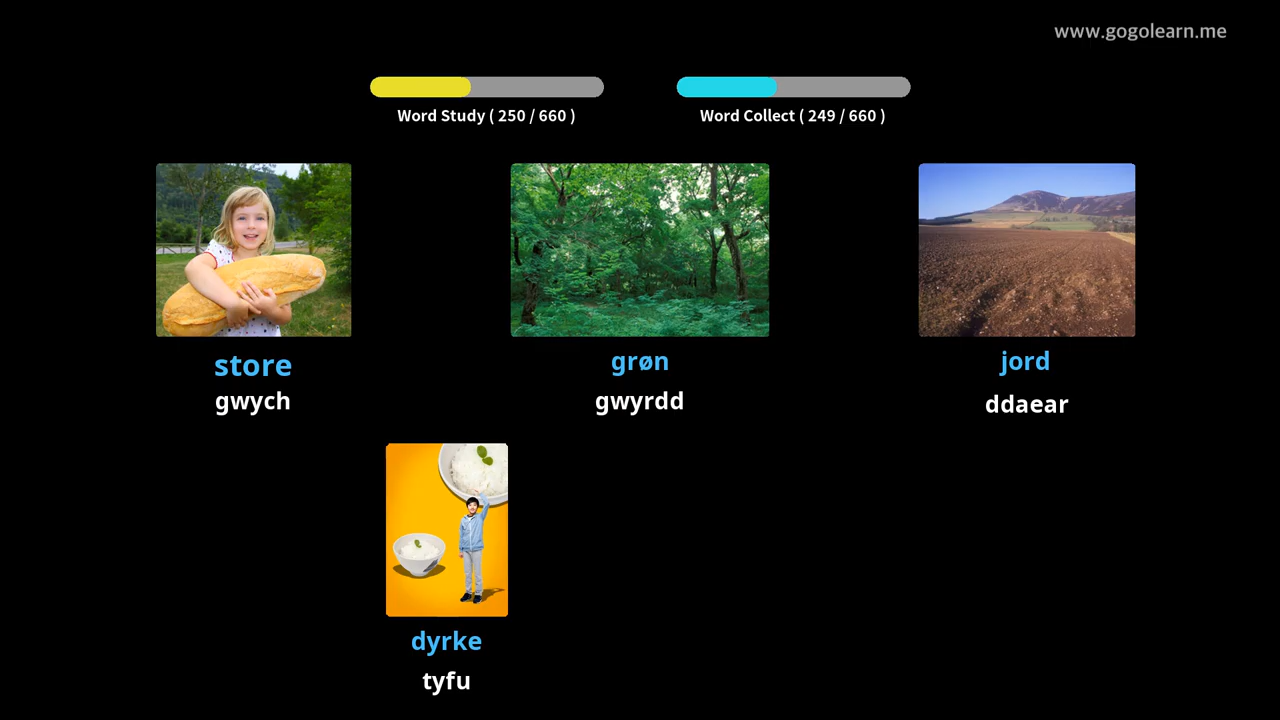 www.gogolearn.me
Word Study ( 250 / 660 )
Word Collect ( 249 / 660 )
store
gwych
grøn
gwyrdd
jord
ddaear
dyrke
tyfu